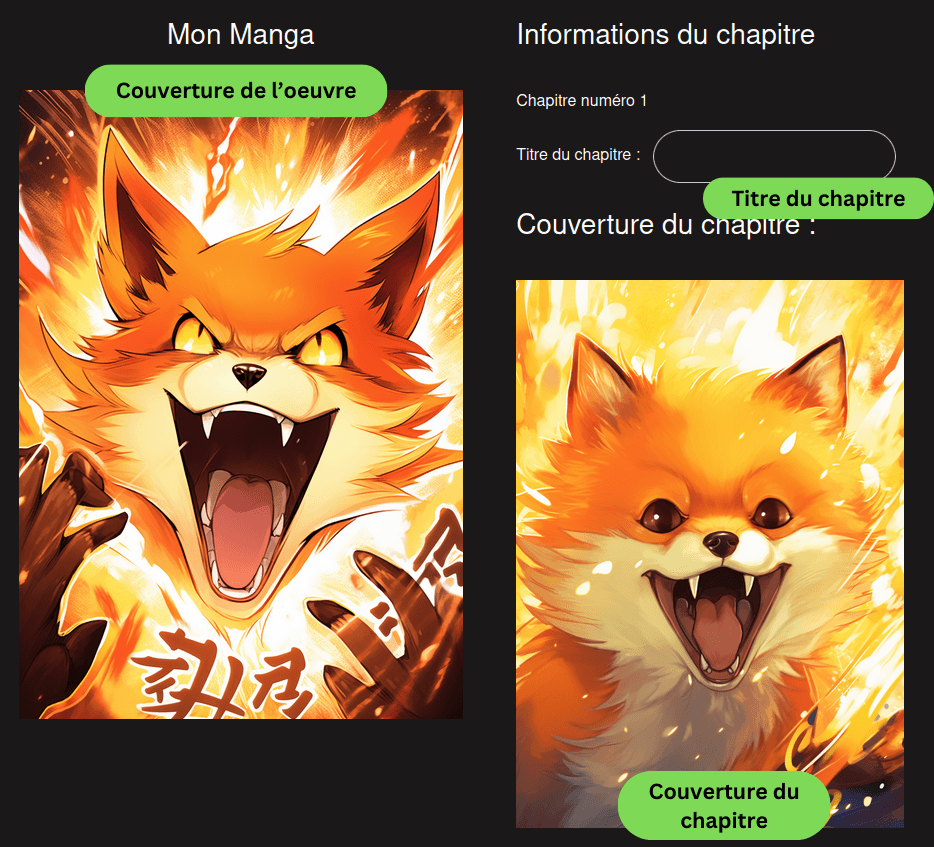 Mon Manga
Couverture de l’oeuvre
Informations du chapitre
Chapitre numéro 1
Titre du chapitre :
Titre du chapitre
Couverture du chapitre :
Couverture du
chapitre